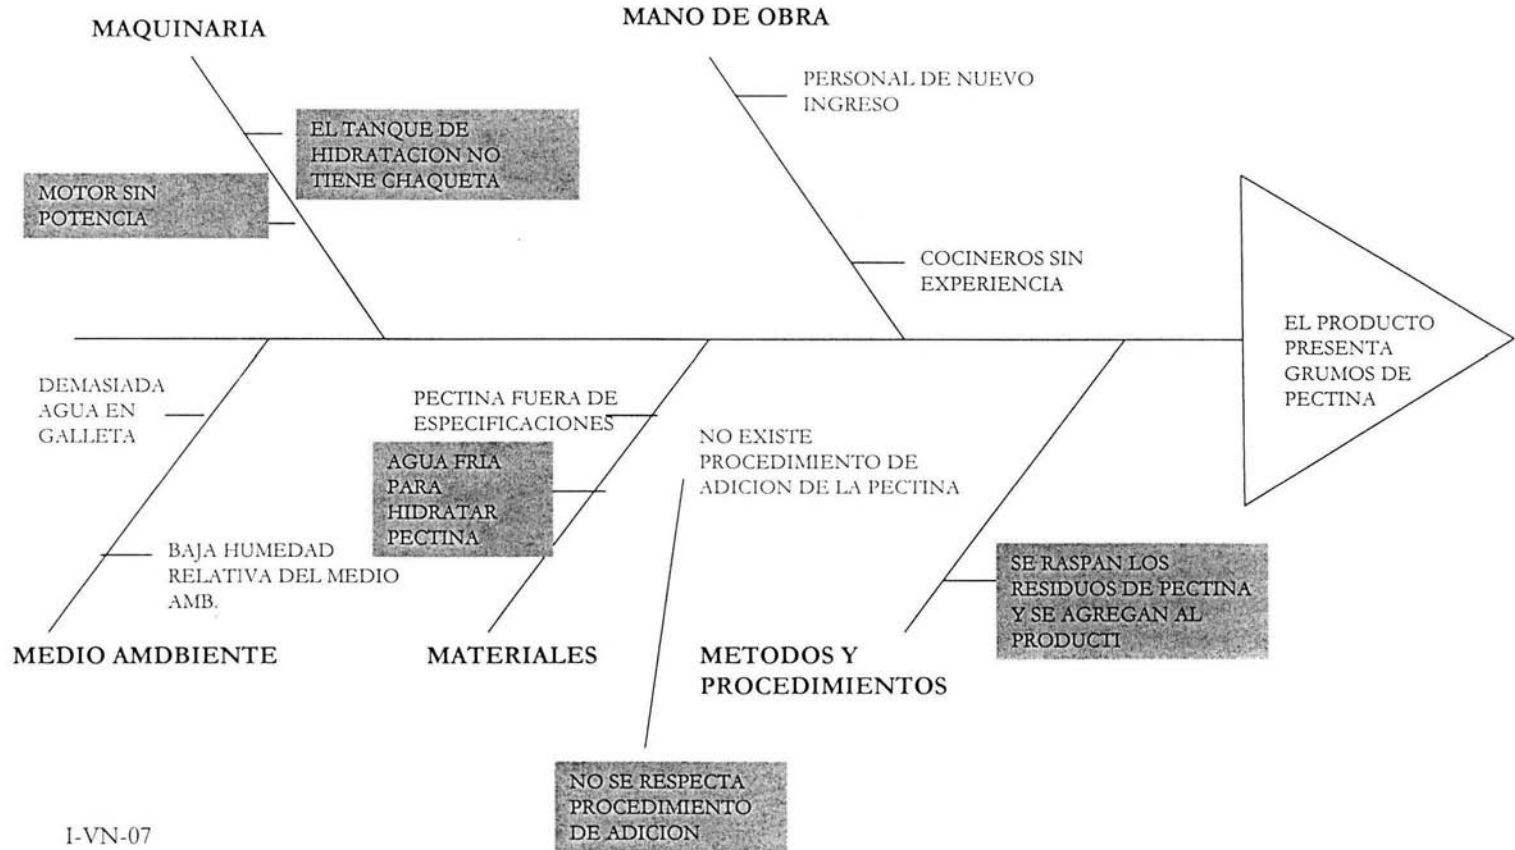 MAQUINARIA
MANO DE OBRA
PERSONAL DE NUEVO
INGRESO
EL TANQUE DE
HIDRATACION NO
TIENE CHAQUETA
MOTOR SIN
POTENCIA
COCINEROS SIN
EXPERIENCIA
EL PRODUCTO
PRESENTA
GRUMOS DE
PECTINA
DEMASIADA
AGUA EN
GALLETA
PECTINA FUERA DE
ESPECIFICACIONES
NO EXISTE
PROCEDIMIENTO DE
ADICION DE LA PECTINA
AGUA FRIA
PARA
HIDRATAR
PECTINA
BAJA HUMEDAD
RELATIVA DEL MEDIO
AMB.
SE RASPAN LOS
RESIDUOS DE PECTINA
Y SE AGREGAN AL
PRODUCTI
MEDIO AMDBIENTE
MATERIALES
METODOS Y
PROCEDIMIENTOS
NO SE RESPECTA
PROCEDIMIENTO
DE ADICION
I-VN-07